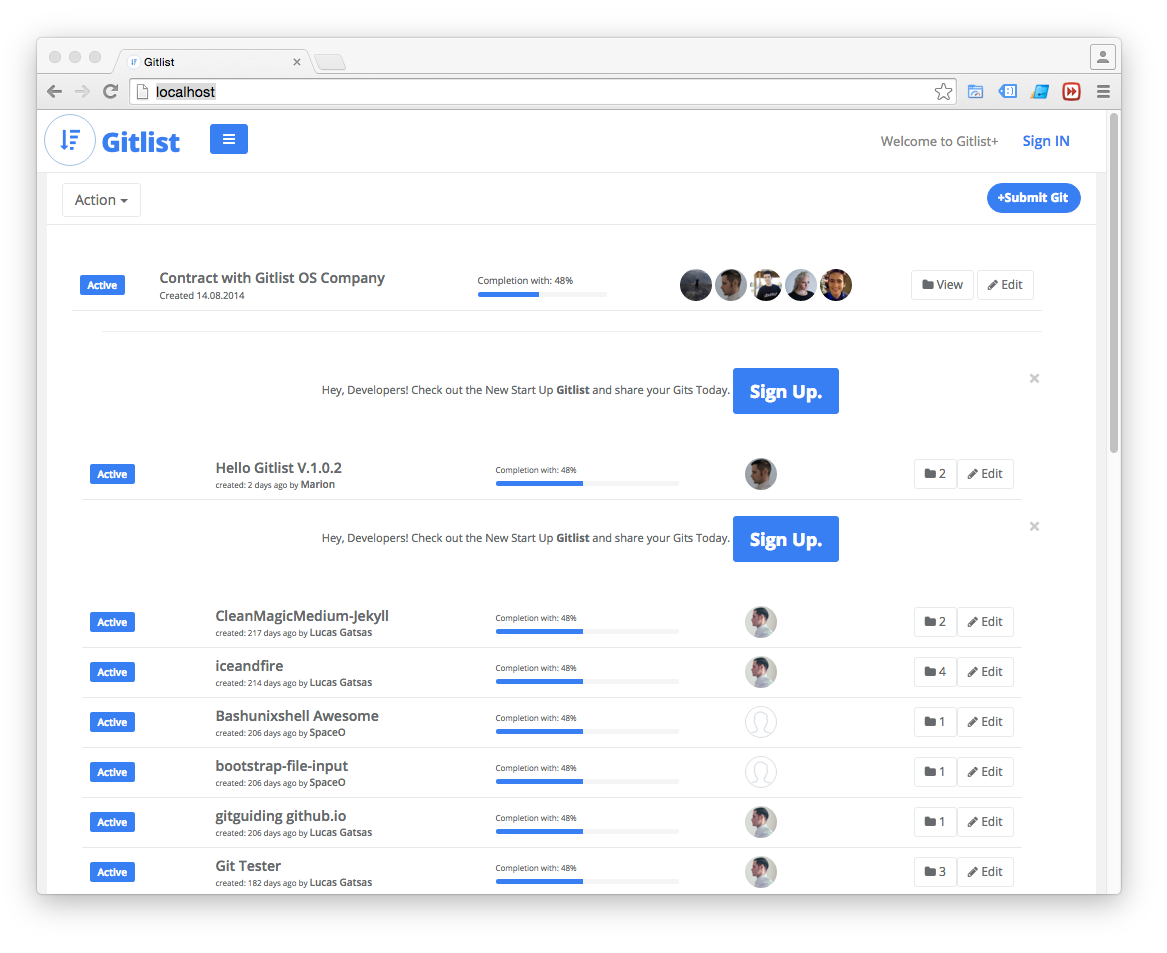 Gitlist
localhost
Gitlist
Welcome to Gitlist+
Sign IN
Action
+Submit Git
Active
Contract with Gitlist OS Company
Created 14.08.2014
Completion with: 48%
View
Edit
Hey, Developers! Check out the New Start Up Gitlist and share your Gits Today.
Sign Up.
×
Active
Hello Gitlist V.1.0.2
created: 2 days ago by Marion
Completion with: 48%
2
Edit
Hey, Developers! Check out the New Start Up Gitlist and share your Gits Today.
Sign Up.
×
Active
CleanMagicMedium-Jekyll
created: 217 days ago by Lucas Gatsas
Completion with: 48%
2
Edit
Active
iceandfire
created: 214 days ago by Lucas Gatsas
Completion with: 48%
4
Edit
Active
Bashunixshell Awesome
created: 206 days ago by SpaceO
Completion with: 48%
1
Edit
Active
bootstrap-file-input
created: 206 days ago by SpaceO
Completion with: 48%
1
Edit
Active
gitguiding github.io
created: 206 days ago by Lucas Gatsas
Completion with: 48%
1
Edit
Active
Git Tester
created: 182 days ago by Lucas Gatsas
Completion with: 48%
3
Edit